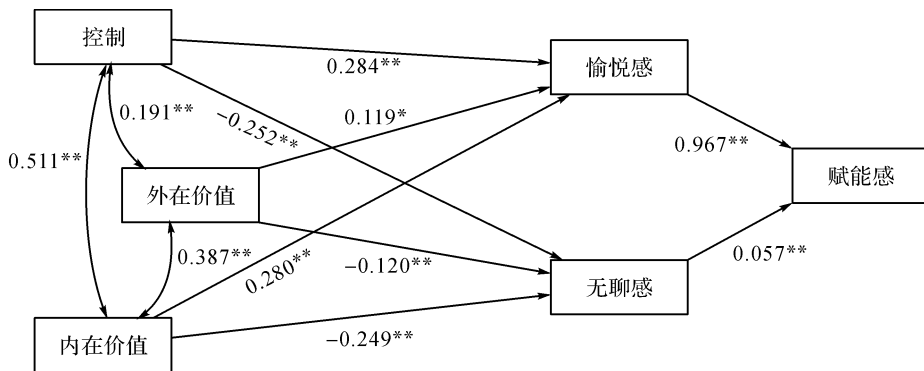 控制
愉悦感
0.284**
0.191**
-0.252**
0.119*
0.967**
0.511**
外在价值
赋能感
0.387**
0.280**
-0.120**
无聊感
0.057**
内在价值
-0.249**